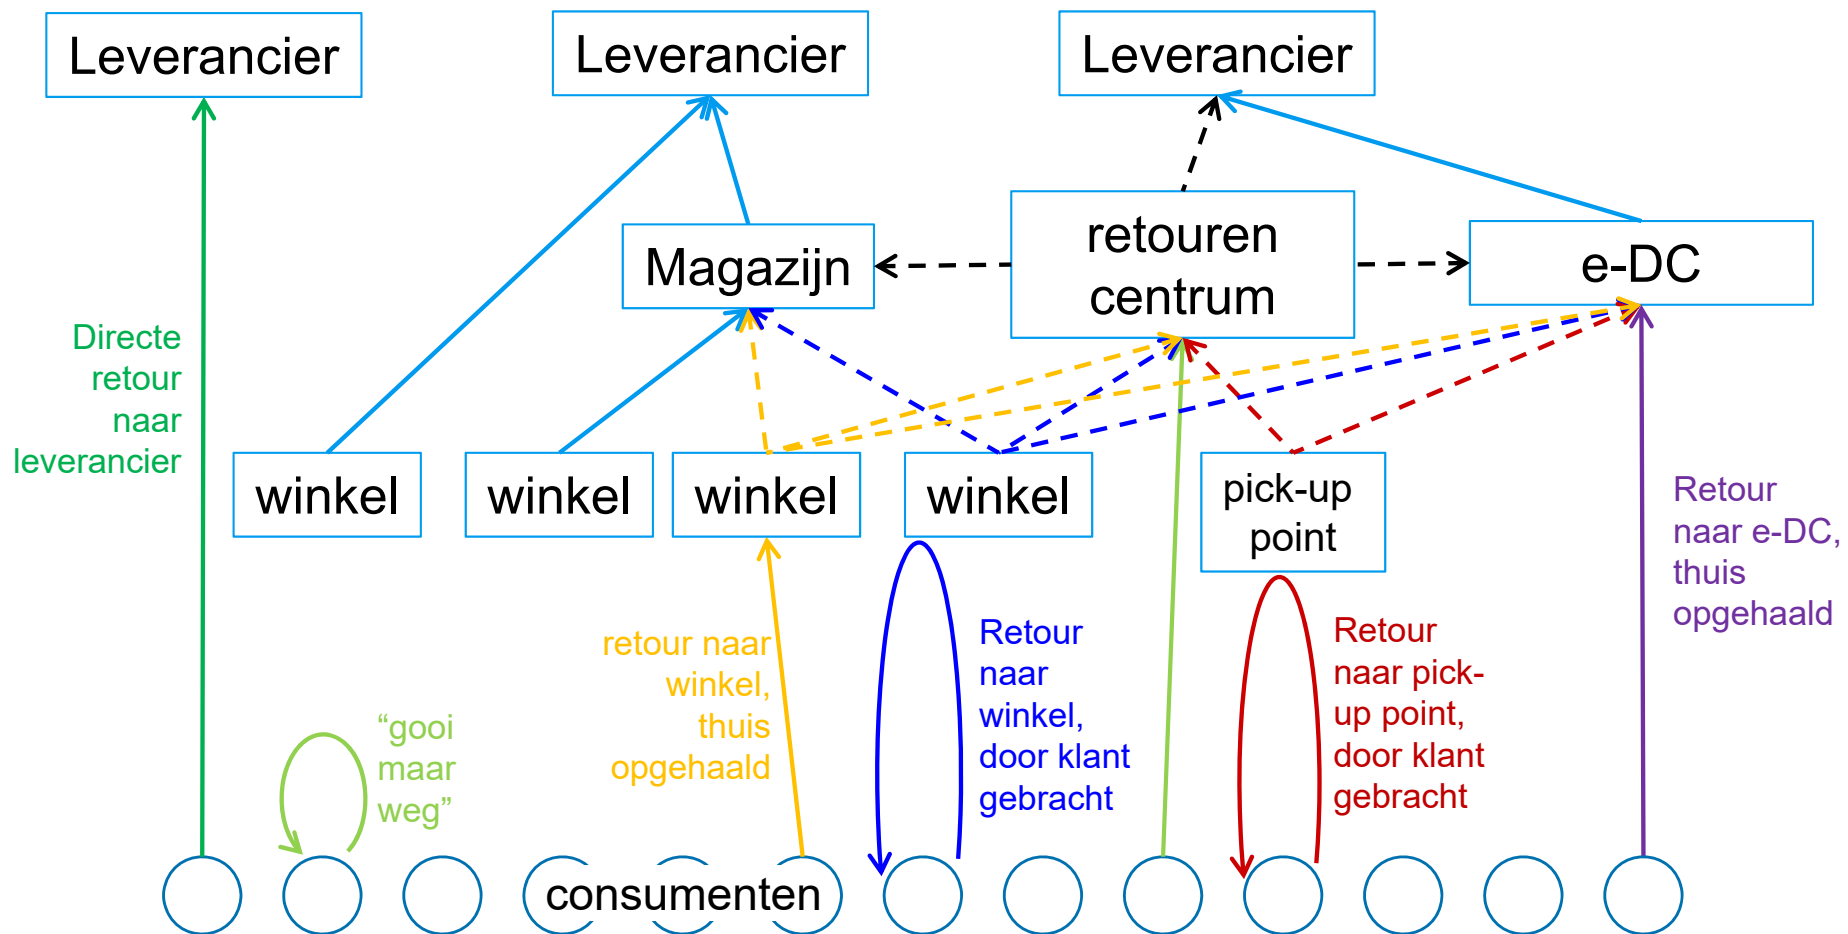 Leverancier
Leverancier
Leverancier
Magazijn
retouren
centrum
e-DC
Directe
retour
naar
leverancier
winkel
winkel
winkel
winkel
pick-up
point
Retour
naar e-DC,
thuis
opgehaald
retour naar
winkel,
thuis
opgehaald
Retour
naar
winkel,
door klant
gebracht
Retour
naar pick-
up point,
door klant
gebracht
“gooi
maar
weg”
consumenten